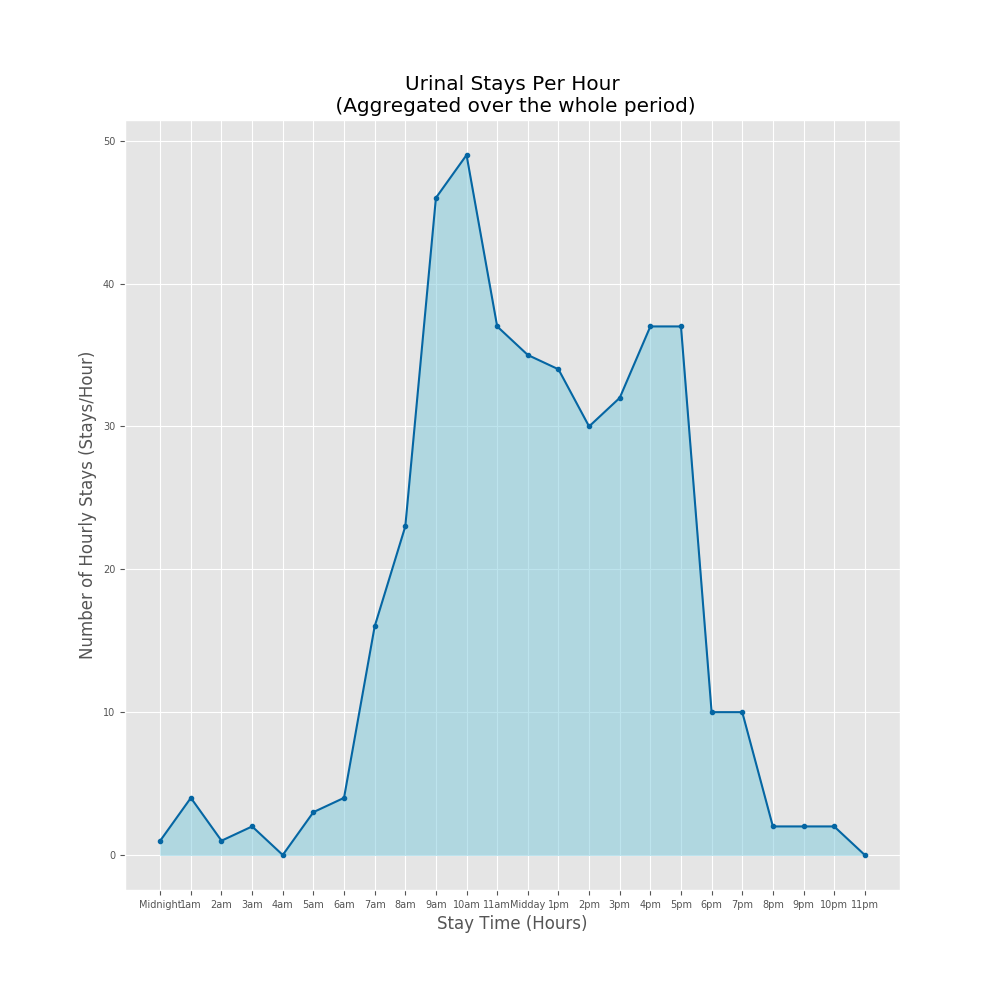 Urinal Stays Per Hour
(Aggregated over the whole period)
50
40
30
20
10
0
Number of Hourly Stays (Stays/Hour)
Midnight 1am 2am 3am 4am 5am 6am 7am 8am 9am 10am 11am Midday 1pm 2pm 3pm 4pm 5pm 6pm 7pm 8pm 9pm 10pm 11pm
Stay Time (Hours)